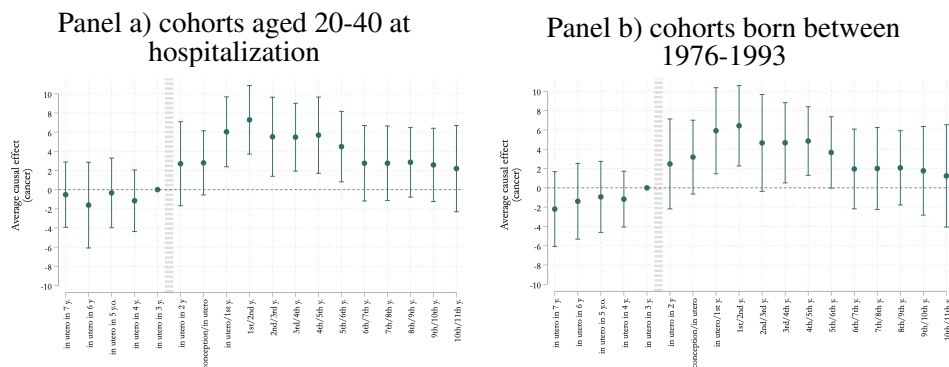 Panel a) cohorts aged 20-40 at
hospitalization
Average causal effect
(cancer)
10
8
6
4
2
0
-2
-4
-6
-8
-10
in utero in 7 y.
in utero in 6 y
in utero in 5 y.o.
in utero in 4 y.
in utero in 3 y.
in utero in 2 y
conception/in utero
in utero/1st y.
1st/2nd y.
2nd/3rd y.
3rd/4th y.
4th/5th y.
5th/6th y.
6th/7th y.
7th/8th y.
8th/9th y.
9th/10th y.
10th/11th y.
Panel b) cohorts born between
1976-1993
Average causal effect
(cancer)
10
8
6
4
2
0
-2
-4
-6
-8
-10
in utero in 7 y.
in utero in 6 y
in utero in 5 y.o.
in utero in 4 y.
in utero in 3 y.
in utero in 2 y
conception/in utero
in utero/1st y.
1st/2nd y.
2nd/3rd y.
3rd/4th y.
4th/5th y.
5th/6th y.
6th/7th y.
7th/8th y.
8th/9th y.
9th/10th y.
10th/11th y.